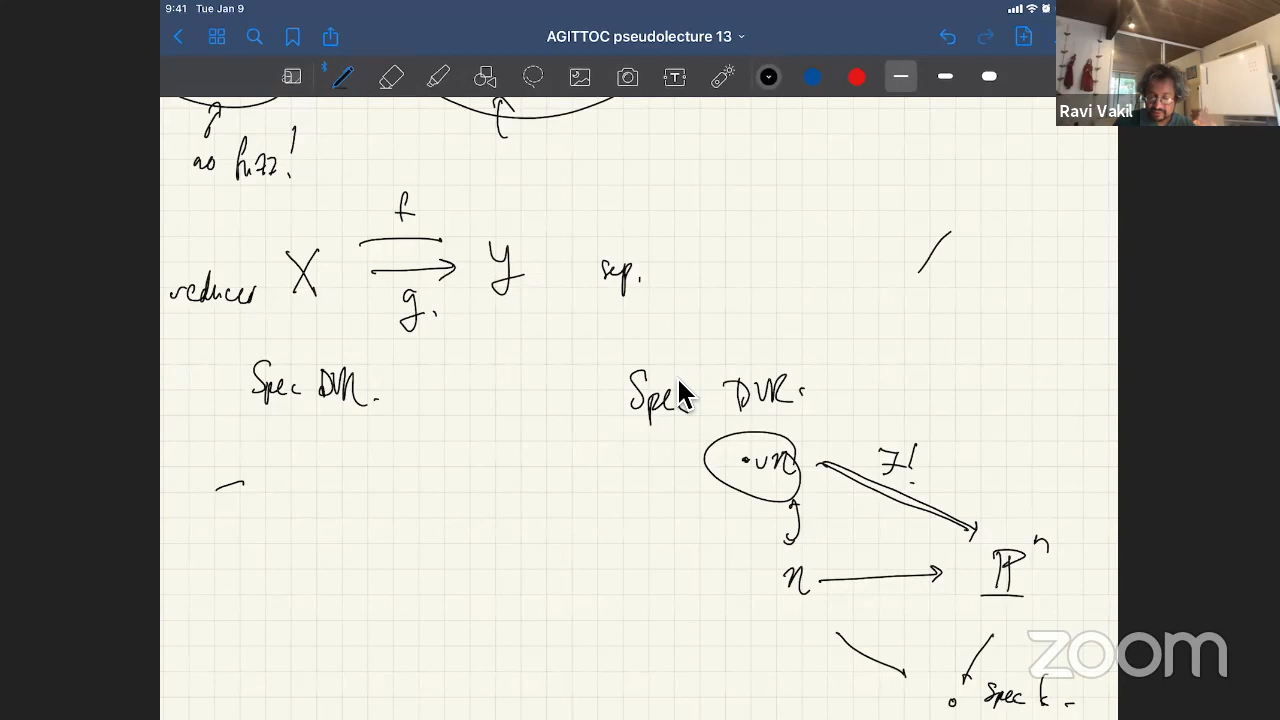 9:41 Tue Jan 9
AGITTOC pseudolecture 13
Ravi Vakil
no fuzz!
f
reduced X → Y sep.
g.
Spec DVR.
Spec DVR.
∃!
η → ℙⁿ
Spec k.
zoom